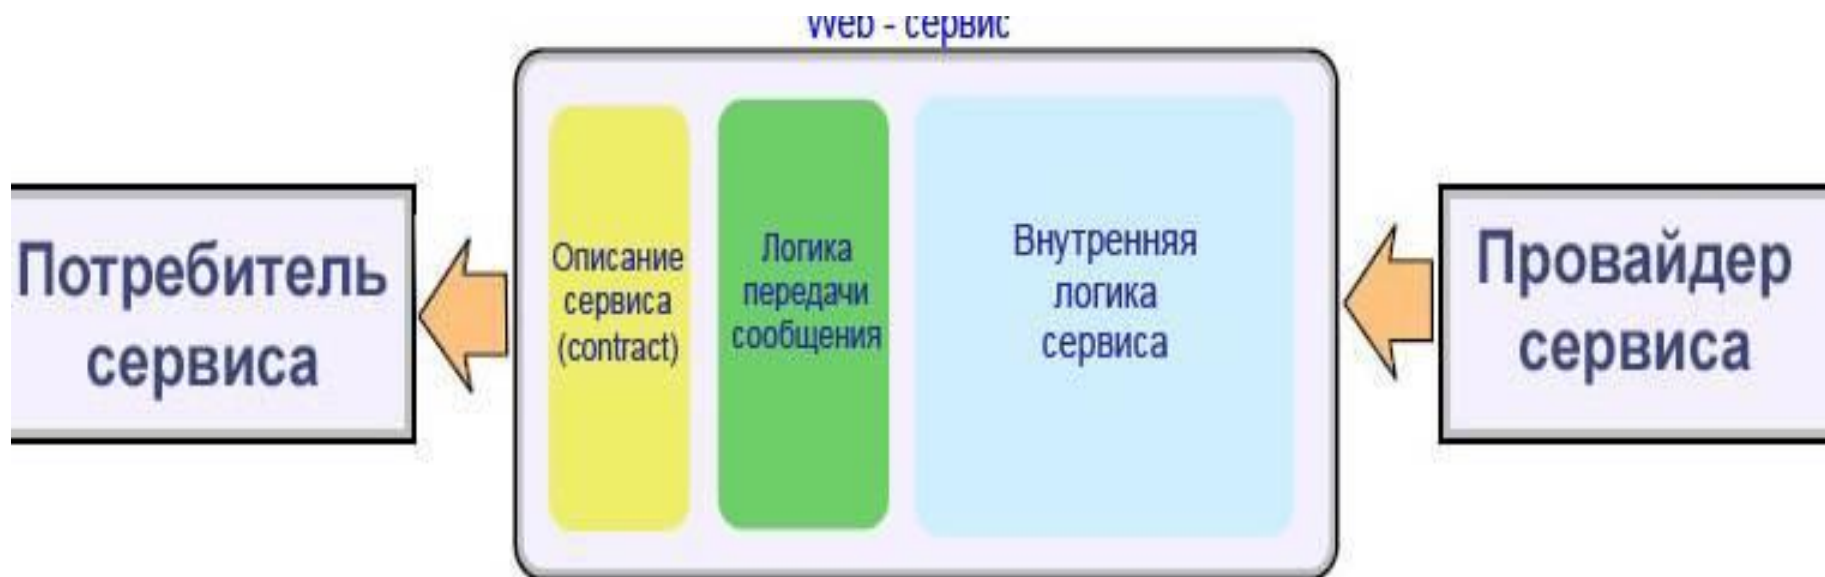 Web - сервис
Потребитель
сервиса
Описание
сервиса
(contract)
Логика
передачи
сообщения
Внутренняя
логика
сервиса
Провайдер
сервиса